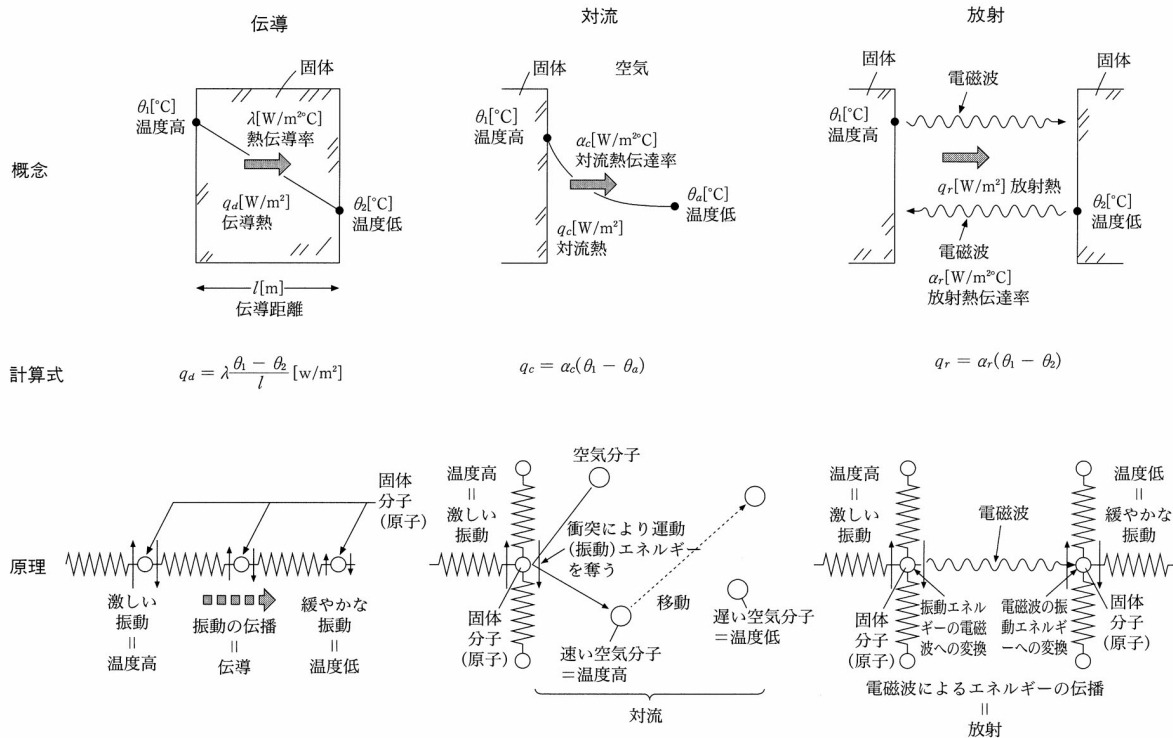 伝導
対流
放射
概念
固体
θ₁[℃]
温度高
λ[W/m²℃]
熱伝導率
q_d[W/m²]
伝導熱
θ₂[℃]
温度低
l[m]
伝導距離
固体
空気
θ₁[℃]
温度高
α_c[W/m²℃]
対流熱伝達率
θ_a[℃]
温度低
q_c[W/m²]
対流熱
固体
電磁波
固体
θ₁[℃]
温度高
q_r[W/m²] 放射熱
θ₂[℃]
温度低
電磁波
α_r[W/m²℃]
放射熱伝達率
計算式
q_d = λ(θ₁ − θ₂)/l [w/m²]
q_c = α_c(θ₁ − θ_a)
q_r = α_r(θ₁ − θ₂)
原理
固体
分子
(原子)
激しい
振動
=
温度高
振動の伝播
=
伝導
緩やかな
振動
=
温度低
温度高
=
激しい
振動
空気分子
衝突により運動
(振動)エネルギー
を奪う
固体
分子
(原子)
移動
速い空気分子
=温度高
遅い空気分子
=温度低
対流
温度高
=
激しい
振動
電磁波
温度低
=
緩やかな
振動
固体
分子
(原子)
振動エネル
ギーの電磁
波への変換
電磁波の振
動エネルギ
ーへの変換
固体
分子
(原子)
電磁波によるエネルギーの伝播
=
放射